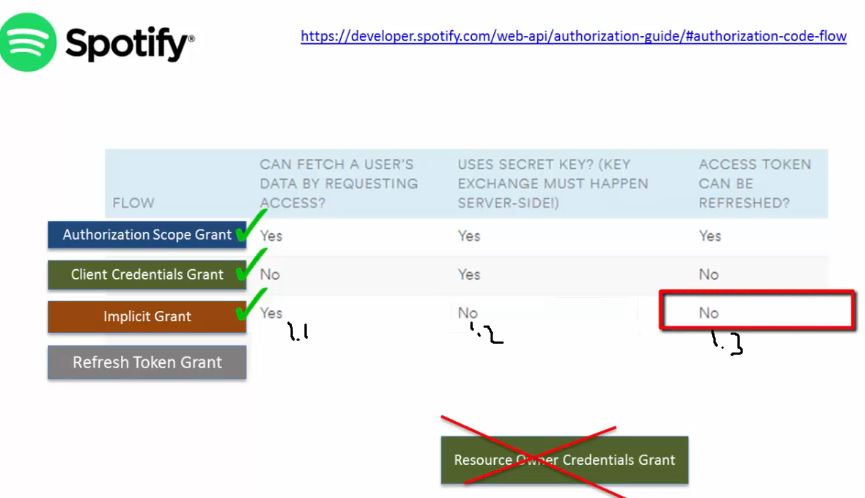 Spotify®
https://developer.spotify.com/web-api/authorization-guide/#authorization-code-flow
FLOW
CAN FETCH A USER'S
DATA BY REQUESTING
ACCESS?
USES SECRET KEY? (KEY
EXCHANGE MUST HAPPEN
SERVER-SIDE!)
ACCESS TOKEN
CAN BE
REFRESHED?
Authorization Scope Grant Yes Yes Yes
Client Credentials Grant No Yes No
Implicit Grant Yes No No
1.1 1.2 1.3
Refresh Token Grant
Resource Owner Credentials Grant